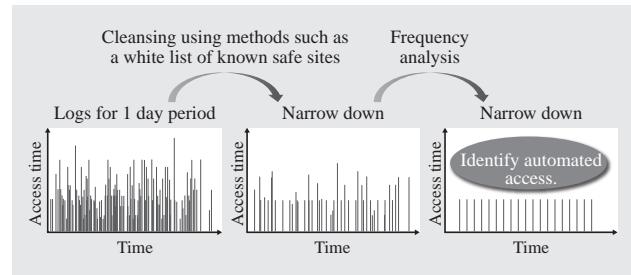 Cleansing using methods such as
a white list of known safe sites
Frequency
analysis
Logs for 1 day period
Narrow down
Narrow down
Access time
Time
Access time
Time
Access time
Identify automated
access.
Time